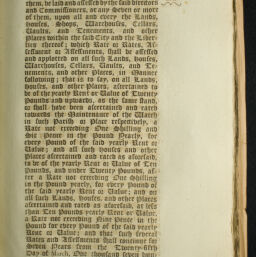 them, be laid and assessed by the said Directors
and Commissioners, or any Seven or more
of them, upon all and every the Lands,
Houses, Shops, Warehouses, Cellars,
Vaults, and Tenements, and other
Places within the said City and the Liber-
ties thereof; which Rate or Rates, As-
sessment or Assessments, shall be assessed
and apploted on all such Lands, Houses,
Warehouses, Cellars, Vaults, and Te-
nements, and other Places, in Manner
following; that is to say, on all Lands,
Houses, and other Places, ascertained to
be of the yearly Rent or Value of Twenty
Pounds and upwards, as the same stand,
or shall have been ascertained and rated
towards the Maintenance of the Watch
in such Parish or Place respectively, a
Rate not exceeding One Shilling and
Six Pence in the Pound Yearly, for
every Pound of the said yearly Rent
or Value; and all such Houses and other
Places ascertained and rated as aforesaid,
to be of the yearly Rent or Value of Ten
Pounds, and under Twenty Pounds, af-
ter a Rate not exceeding One Shilling
in the Pound yearly, for every Pound of
the said yearly Rent or Value; and on
all such Lands, Houses, and other Places
ascertained and rated as aforesaid, at less
than Ten Pounds yearly Rent or Value,
a Rate not exceeding Nine Pence in the
Pound for every Pound of the said yearly
Rent or Value; and that such several
Rates and Assessments shall continue for
Seven Years from the Twenty-fifth
Day of March, One thousand seven hun-